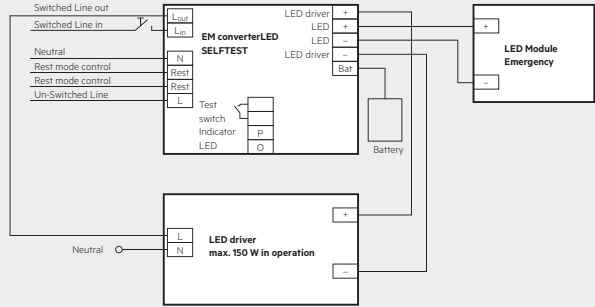 Switched Line out
Switched Line in
Neutral
Rest mode control
Rest mode control
Un-Switched Line
Lout
Lin
N
Rest
Rest
L
EM converterLED
SELFTEST
LED driver +
LED +
LED –
LED driver –
Bat
Test
switch
Indicator P
LED O
Battery
+
–
LED Module
Emergency
Neutral
L
N
LED driver
max. 150 W in operation
+
–